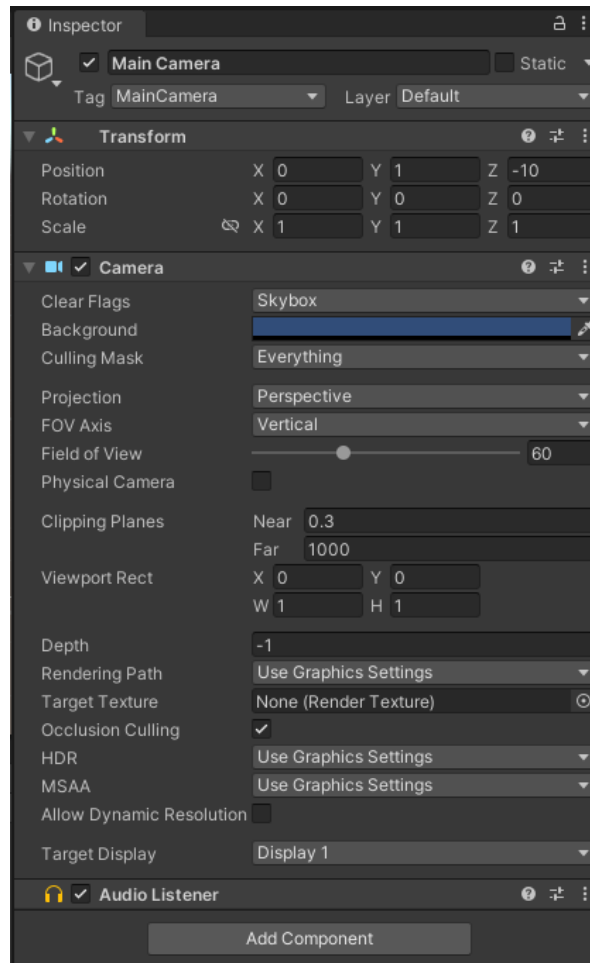 Inspector
Main Camera Static
Tag MainCamera Layer Default
Transform
Position X 0 Y 1 Z -10
Rotation X 0 Y 0 Z 0
Scale X 1 Y 1 Z 1
Camera
Clear Flags Skybox
Background
Culling Mask Everything
Projection Perspective
FOV Axis Vertical
Field of View 60
Physical Camera
Clipping Planes Near 0.3
Far 1000
Viewport Rect X 0 Y 0
W 1 H 1
Depth -1
Rendering Path Use Graphics Settings
Target Texture None (Render Texture)
Occlusion Culling
HDR Use Graphics Settings
MSAA Use Graphics Settings
Allow Dynamic Resolution
Target Display Display 1
Audio Listener
Add Component